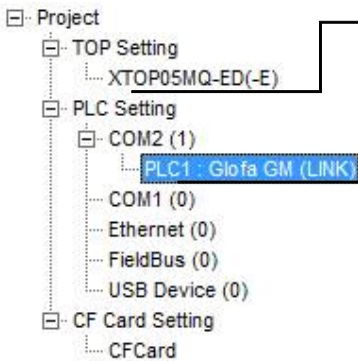 Project
TOP Setting
XTOP05MQ-ED(-E)
PLC Setting
COM2 (1)
PLC1 : Glofa GM (LINK)
COM1 (0)
Ethernet (0)
FieldBus (0)
USB Device (0)
CF Card Setting
CFCard